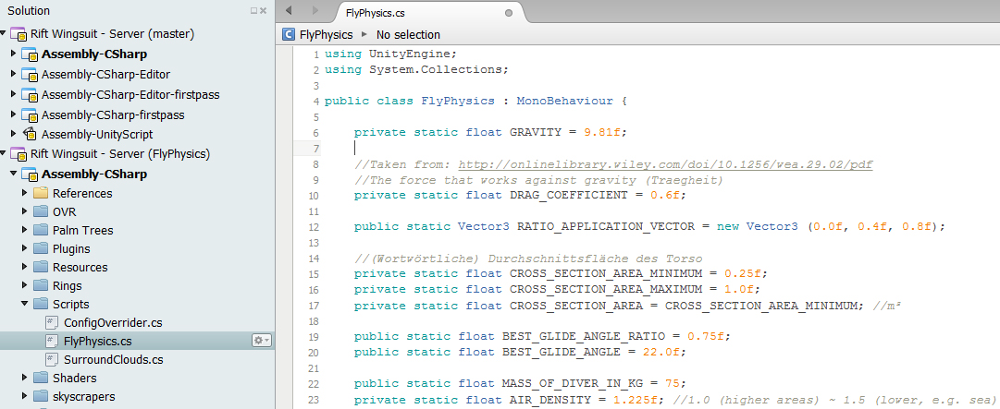 Solution
Rift Wingsuit - Server (master)
Assembly-CSharp
Assembly-CSharp-Editor
Assembly-CSharp-Editor-firstpass
Assembly-CSharp-firstpass
Assembly-UnityScript
Rift Wingsuit - Server (FlyPhysics)
Assembly-CSharp
References
OVR
Palm Trees
Plugins
Resources
Rings
Scripts
ConfigOverrider.cs
FlyPhysics.cs
SurroundClouds.cs
Shaders
skyscrapers
FlyPhysics.cs
C FlyPhysics No selection
1 using UnityEngine;
2 using System.Collections;
3
4 public class FlyPhysics : MonoBehaviour {
5
6 private static float GRAVITY = 9.81f;
7
8 //Taken from: http://onlinelibrary.wiley.com/doi/10.1256/wea.29.02/pdf
9 //The force that works against gravity (Traegheit)
10 private static float DRAG_COEFFICIENT = 0.6f;
11
12 public static Vector3 RATIO_APPLICATION_VECTOR = new Vector3 (0.0f, 0.4f, 0.8f);
13
14 //(Wortwörtliche) Durchschnittsfläche des Torso
15 private static float CROSS_SECTION_AREA_MINIMUM = 0.25f;
16 private static float CROSS_SECTION_AREA_MAXIMUM = 1.0f;
17 private static float CROSS_SECTION_AREA = CROSS_SECTION_AREA_MINIMUM; //m²
18
19 public static float BEST_GLIDE_ANGLE_RATIO = 0.75f;
20 public static float BEST_GLIDE_ANGLE = 22.0f;
21
22 public static float MASS_OF_DIVER_IN_KG = 75;
23 private static float AIR_DENSITY = 1.225f; //1.0 (higher areas) ~ 1.5 (lower, e.g. sea)